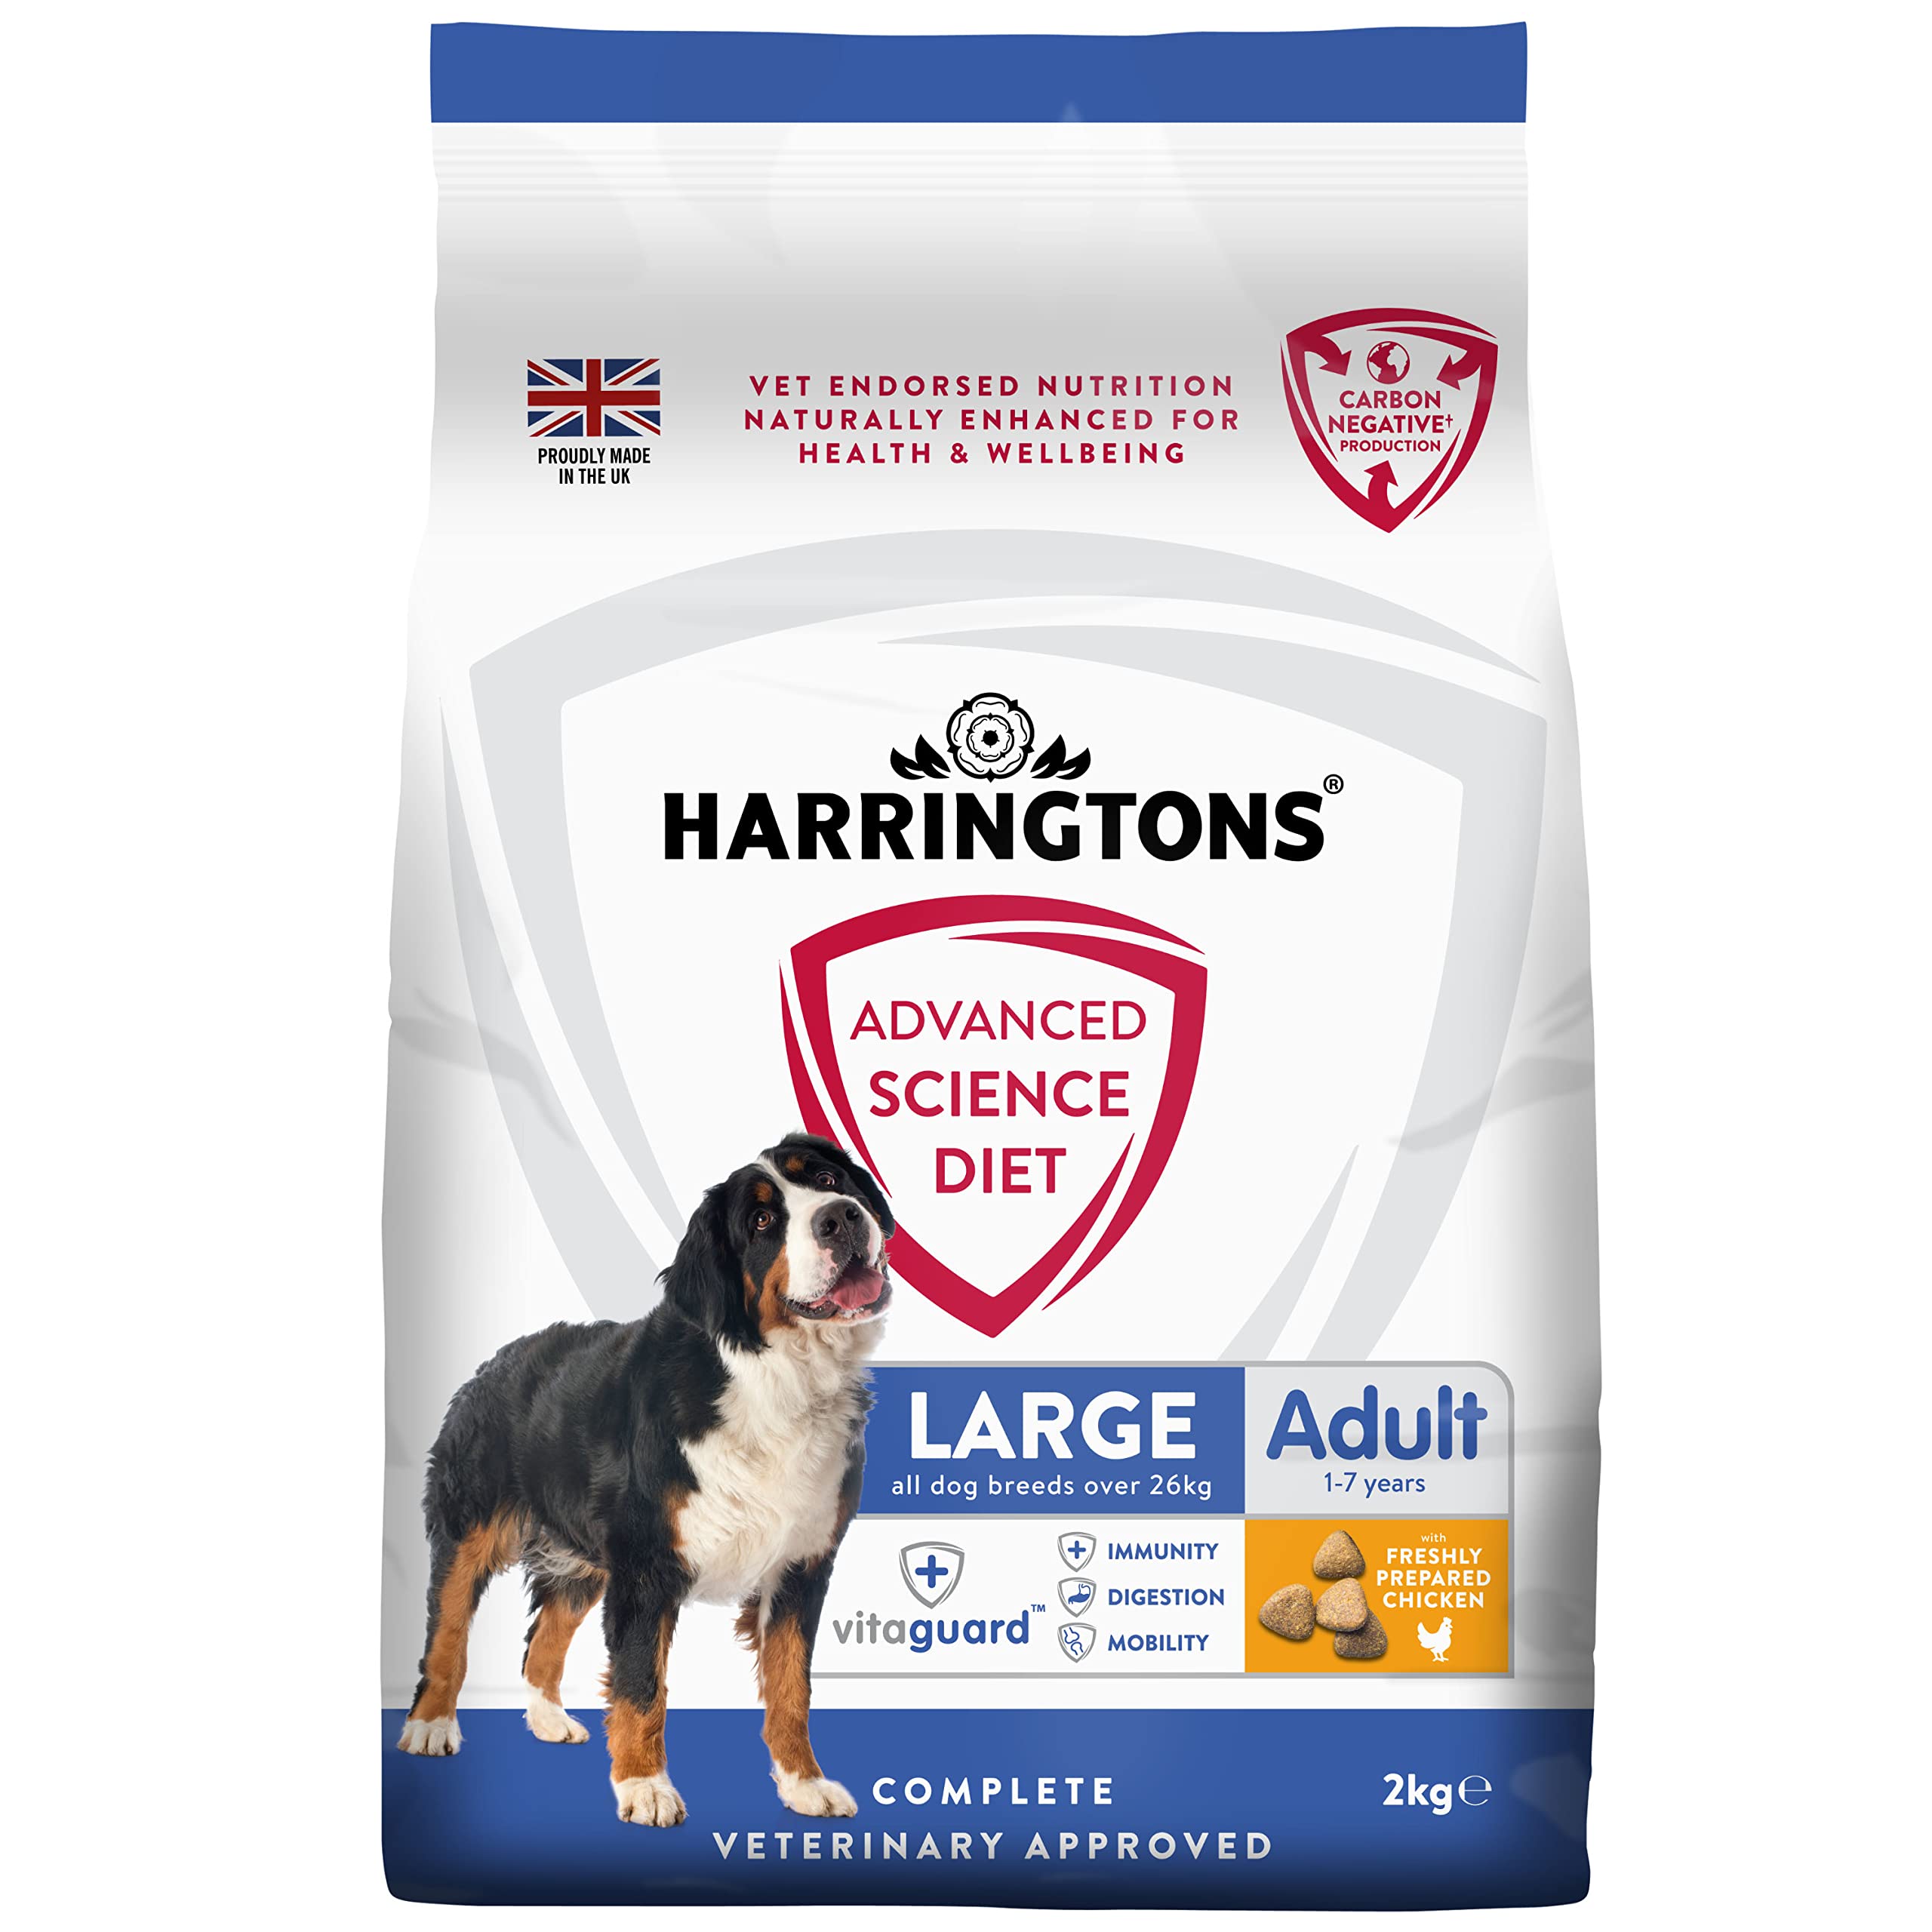 PROUDLY MADE
IN THE UK
VET ENDORSED NUTRITION
NATURALLY ENHANCED FOR
HEALTH & WELLBEING
CARBON
NEGATIVE†
PRODUCTION
HARRINGTONS®
ADVANCED
SCIENCE
DIET
LARGE
all dog breeds over 26kg
Adult
1-7 years
vitaguard™
IMMUNITY
DIGESTION
MOBILITY
with
FRESHLY
PREPARED
CHICKEN
COMPLETE
VETERINARY APPROVED
2kg℮